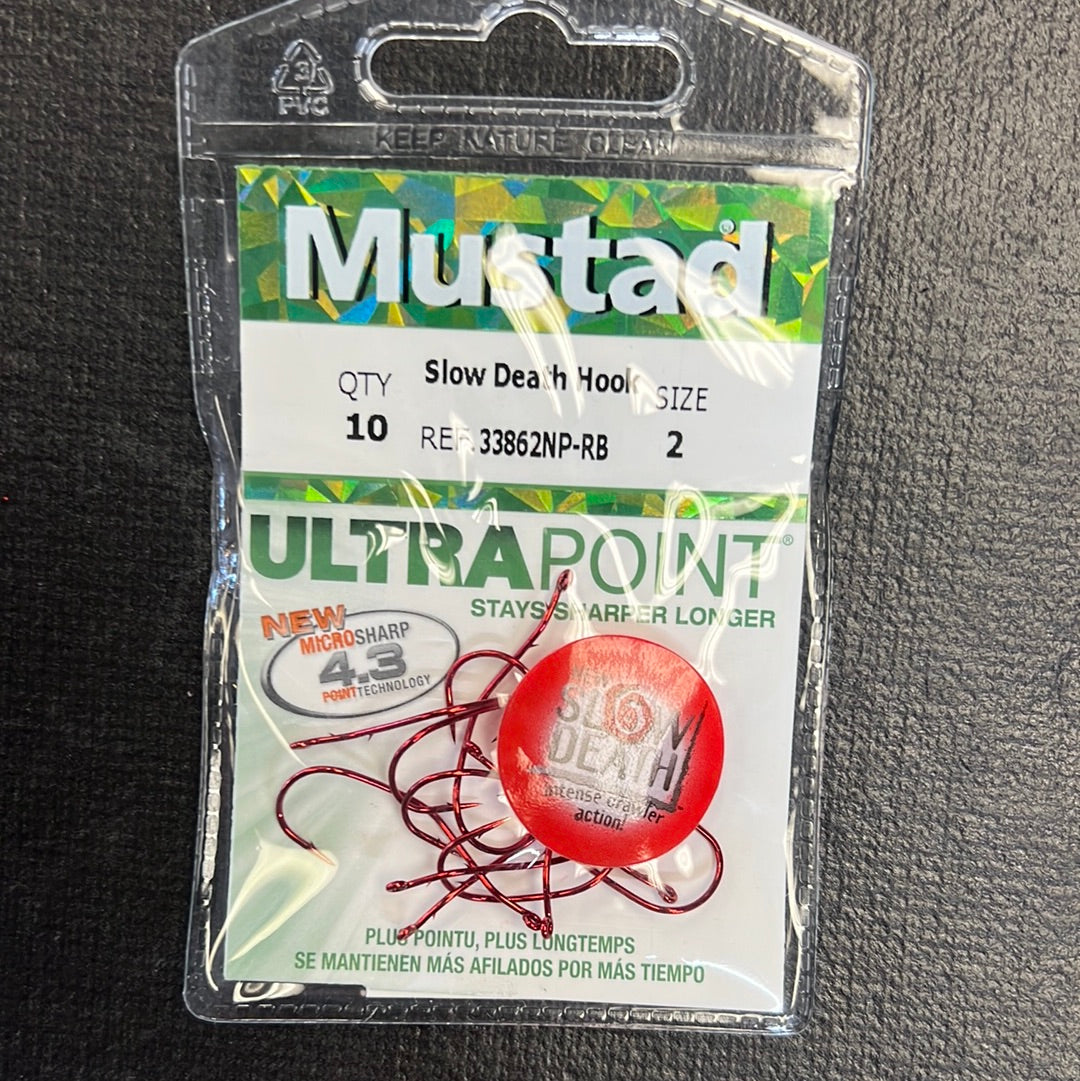 3
PVC
KEEP NATURE CLEAN
Mustad®
QTY Slow Death Hook SIZE
10 REF. 33862NP-RB 2
ULTRAPOINT®
STAYS SHARPER LONGER
NEW
MICROSHARP
4.3
POINTTECHNOLOGY
SLOW
DEATH
intense crawler
action!
PLUS POINTU, PLUS LONGTEMPS
SE MANTIENEN MÁS AFILADOS POR MÁS TIEMPO